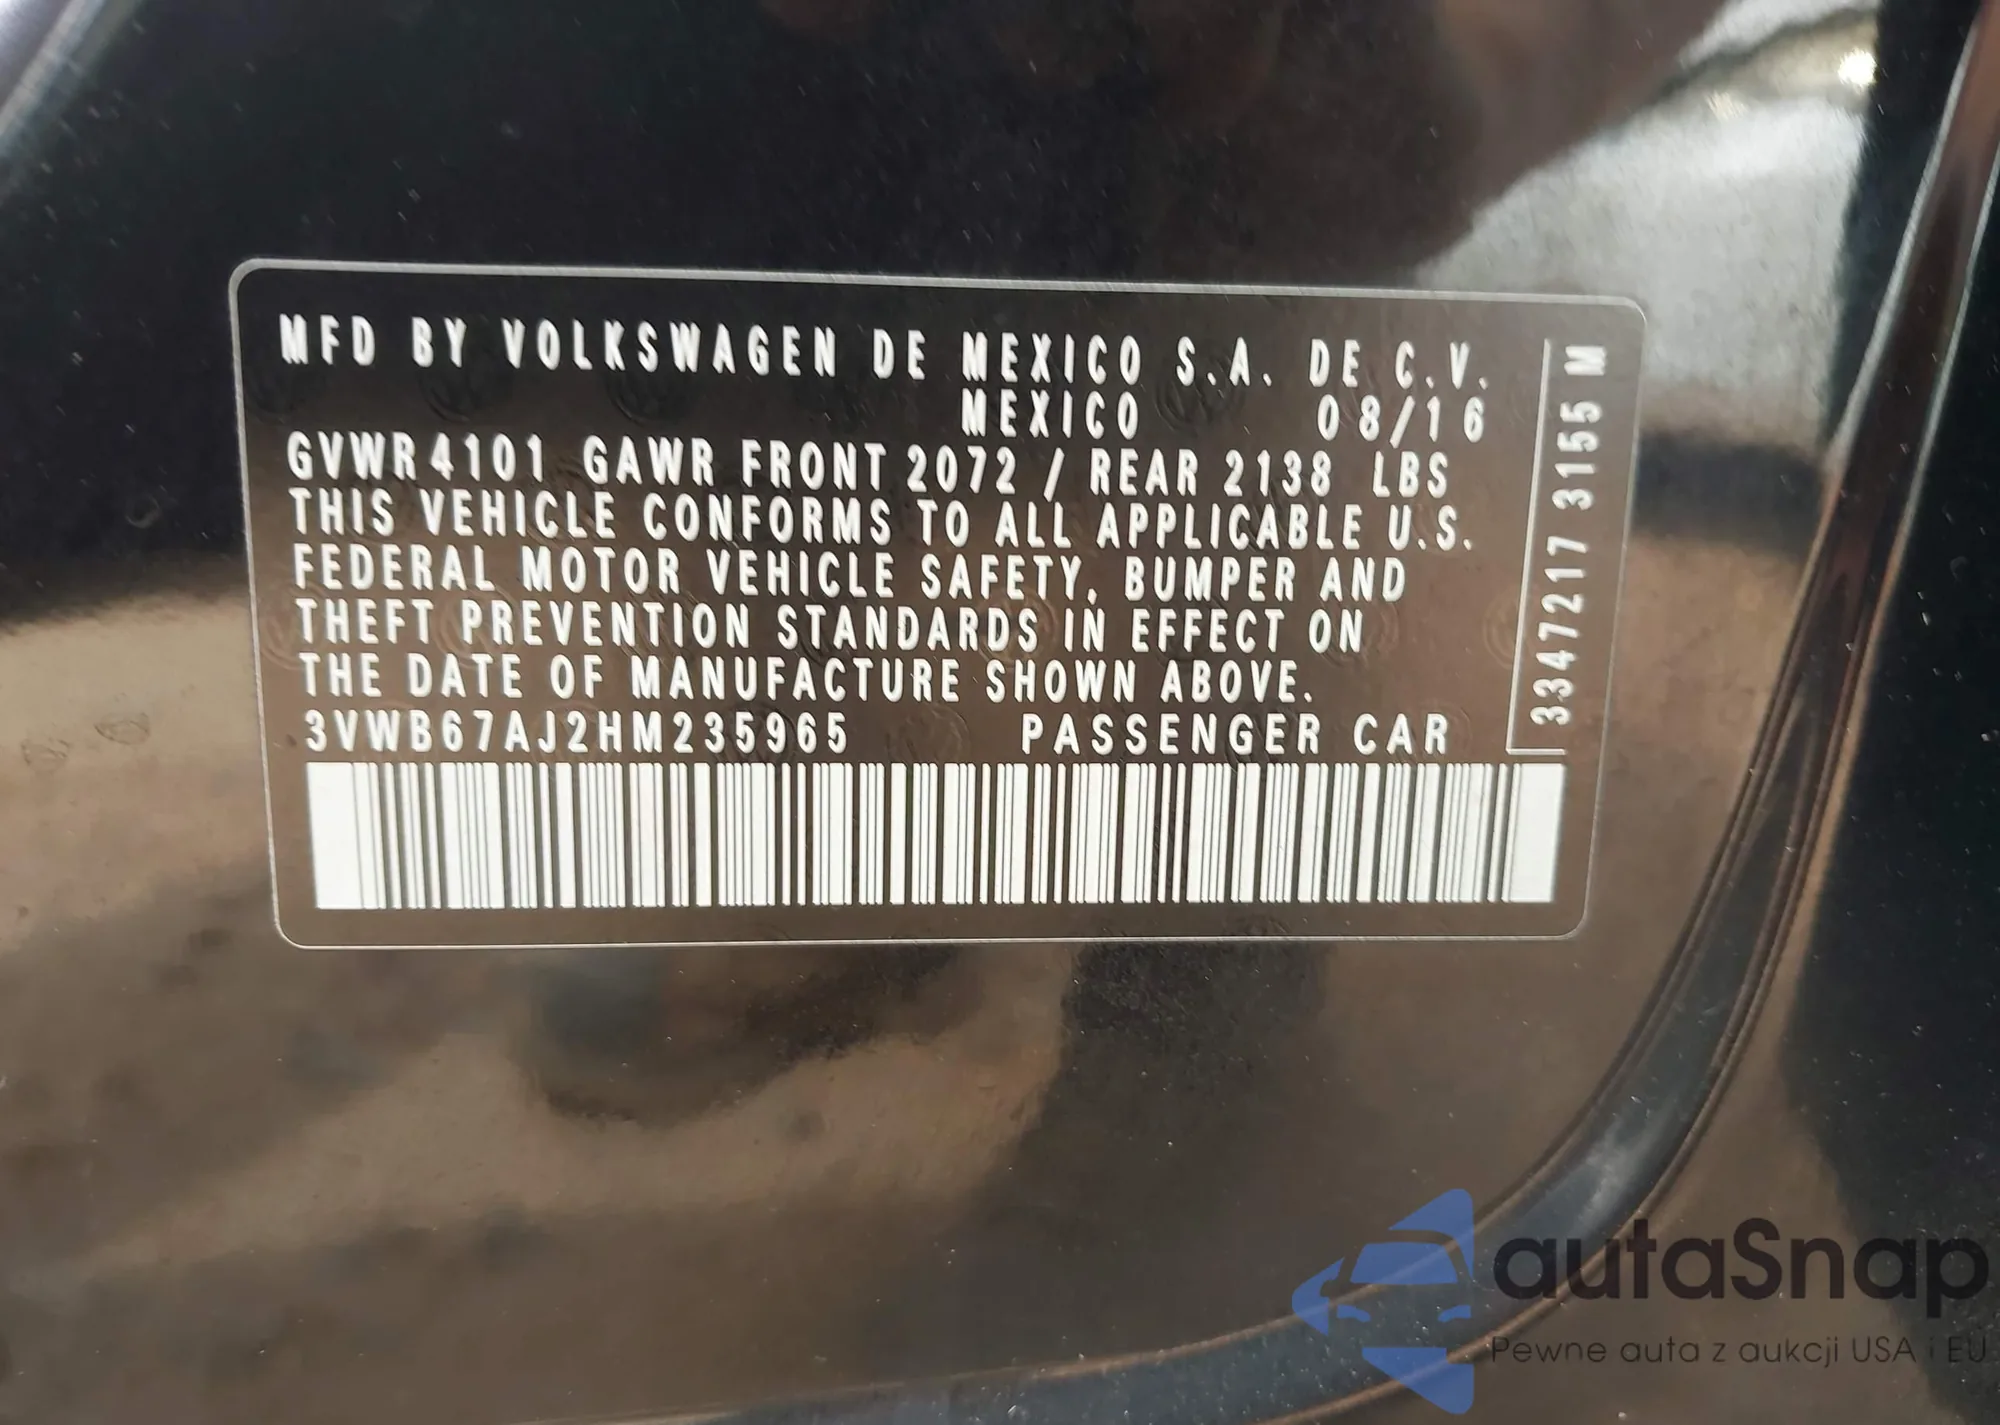 MFD BY VOLKSWAGEN DE MEXICO S.A. DE C.V.
MEXICO 08/16
GVWR 4101 GAWR FRONT 2072 / REAR 2138 LBS
THIS VEHICLE CONFORMS TO ALL APPLICABLE U.S.
FEDERAL MOTOR VEHICLE SAFETY, BUMPER AND
THEFT PREVENTION STANDARDS IN EFFECT ON
THE DATE OF MANUFACTURE SHOWN ABOVE.
3VWB67AJ2HM235965 PASSENGER CAR
3347217 3155 M
autaSnap
Pewne auta z aukcji USA i EU